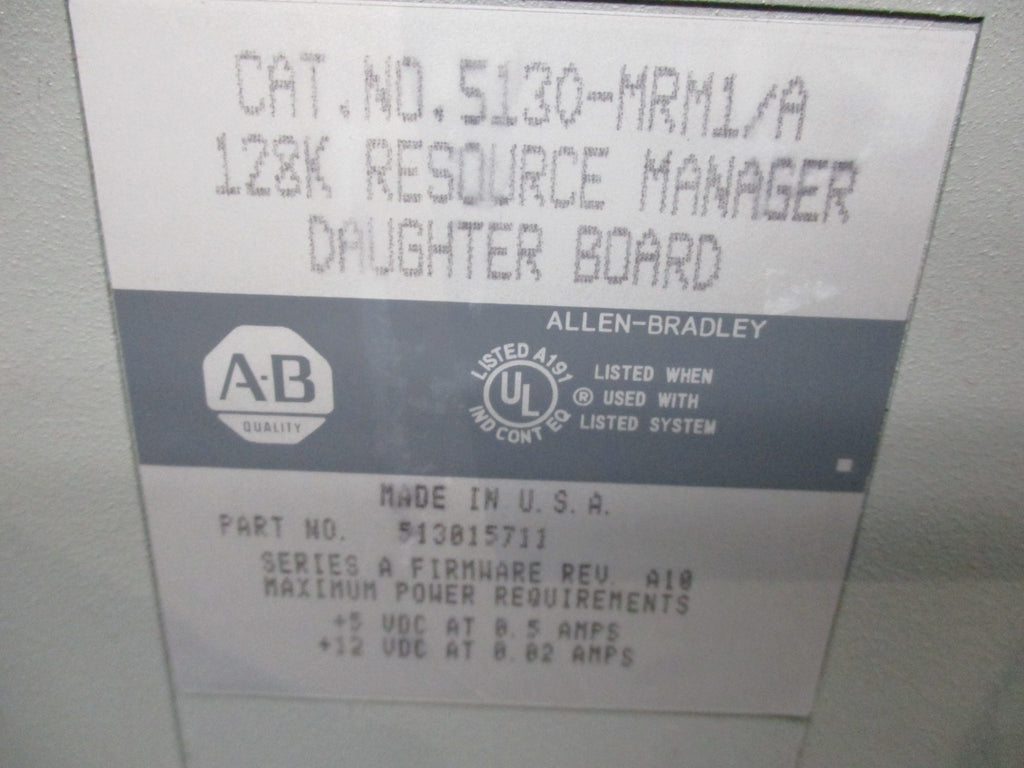 CAT.NO.5130-MRM1/A
128K RESOURCE MANAGER
DAUGHTER BOARD
ALLEN-BRADLEY
A-B
QUALITY
LISTED A191
UL
IND CONT EQ
®
LISTED WHEN
USED WITH
LISTED SYSTEM
MADE IN U.S.A.
PART NO. 513015711
SERIES A FIRMWARE REV. A10
MAXIMUM POWER REQUIREMENTS
+5 VDC AT 0.5 AMPS
+12 VDC AT 0.02 AMPS